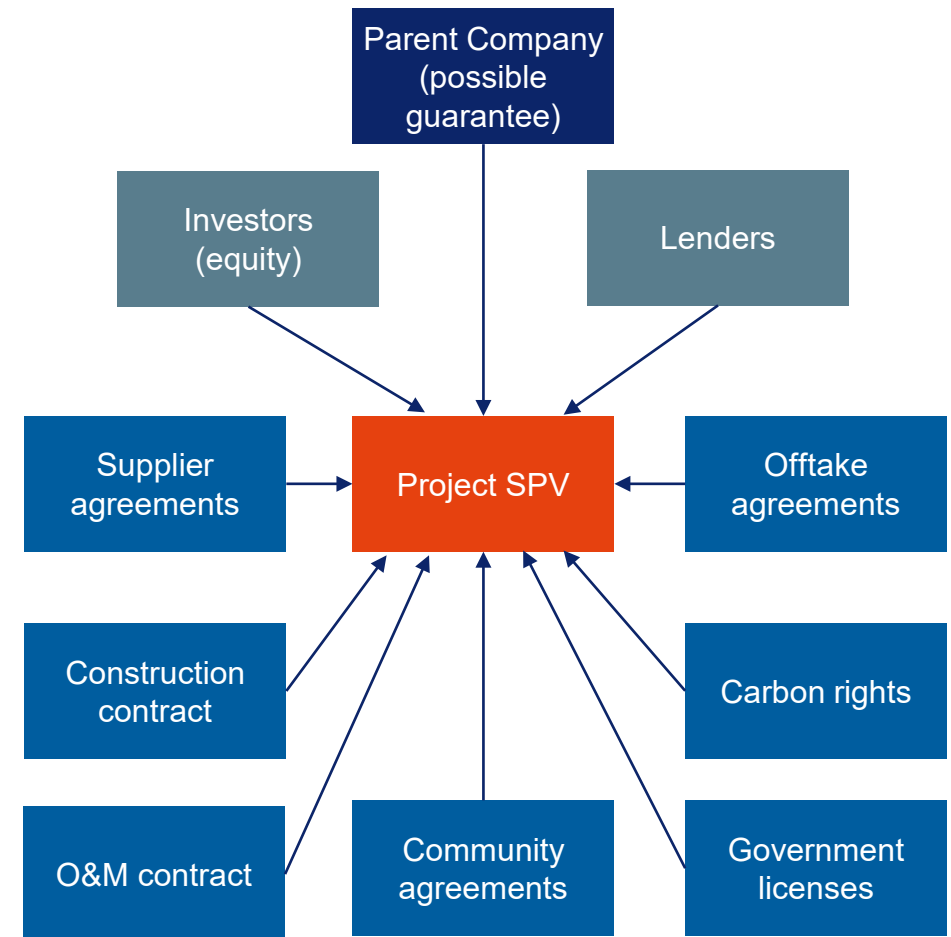 Parent Company
(possible
guarantee)
Investors
(equity)
Lenders
Supplier
agreements
Project SPV
Offtake
agreements
Construction
contract
Carbon rights
O&M contract
Community
agreements
Government
licenses